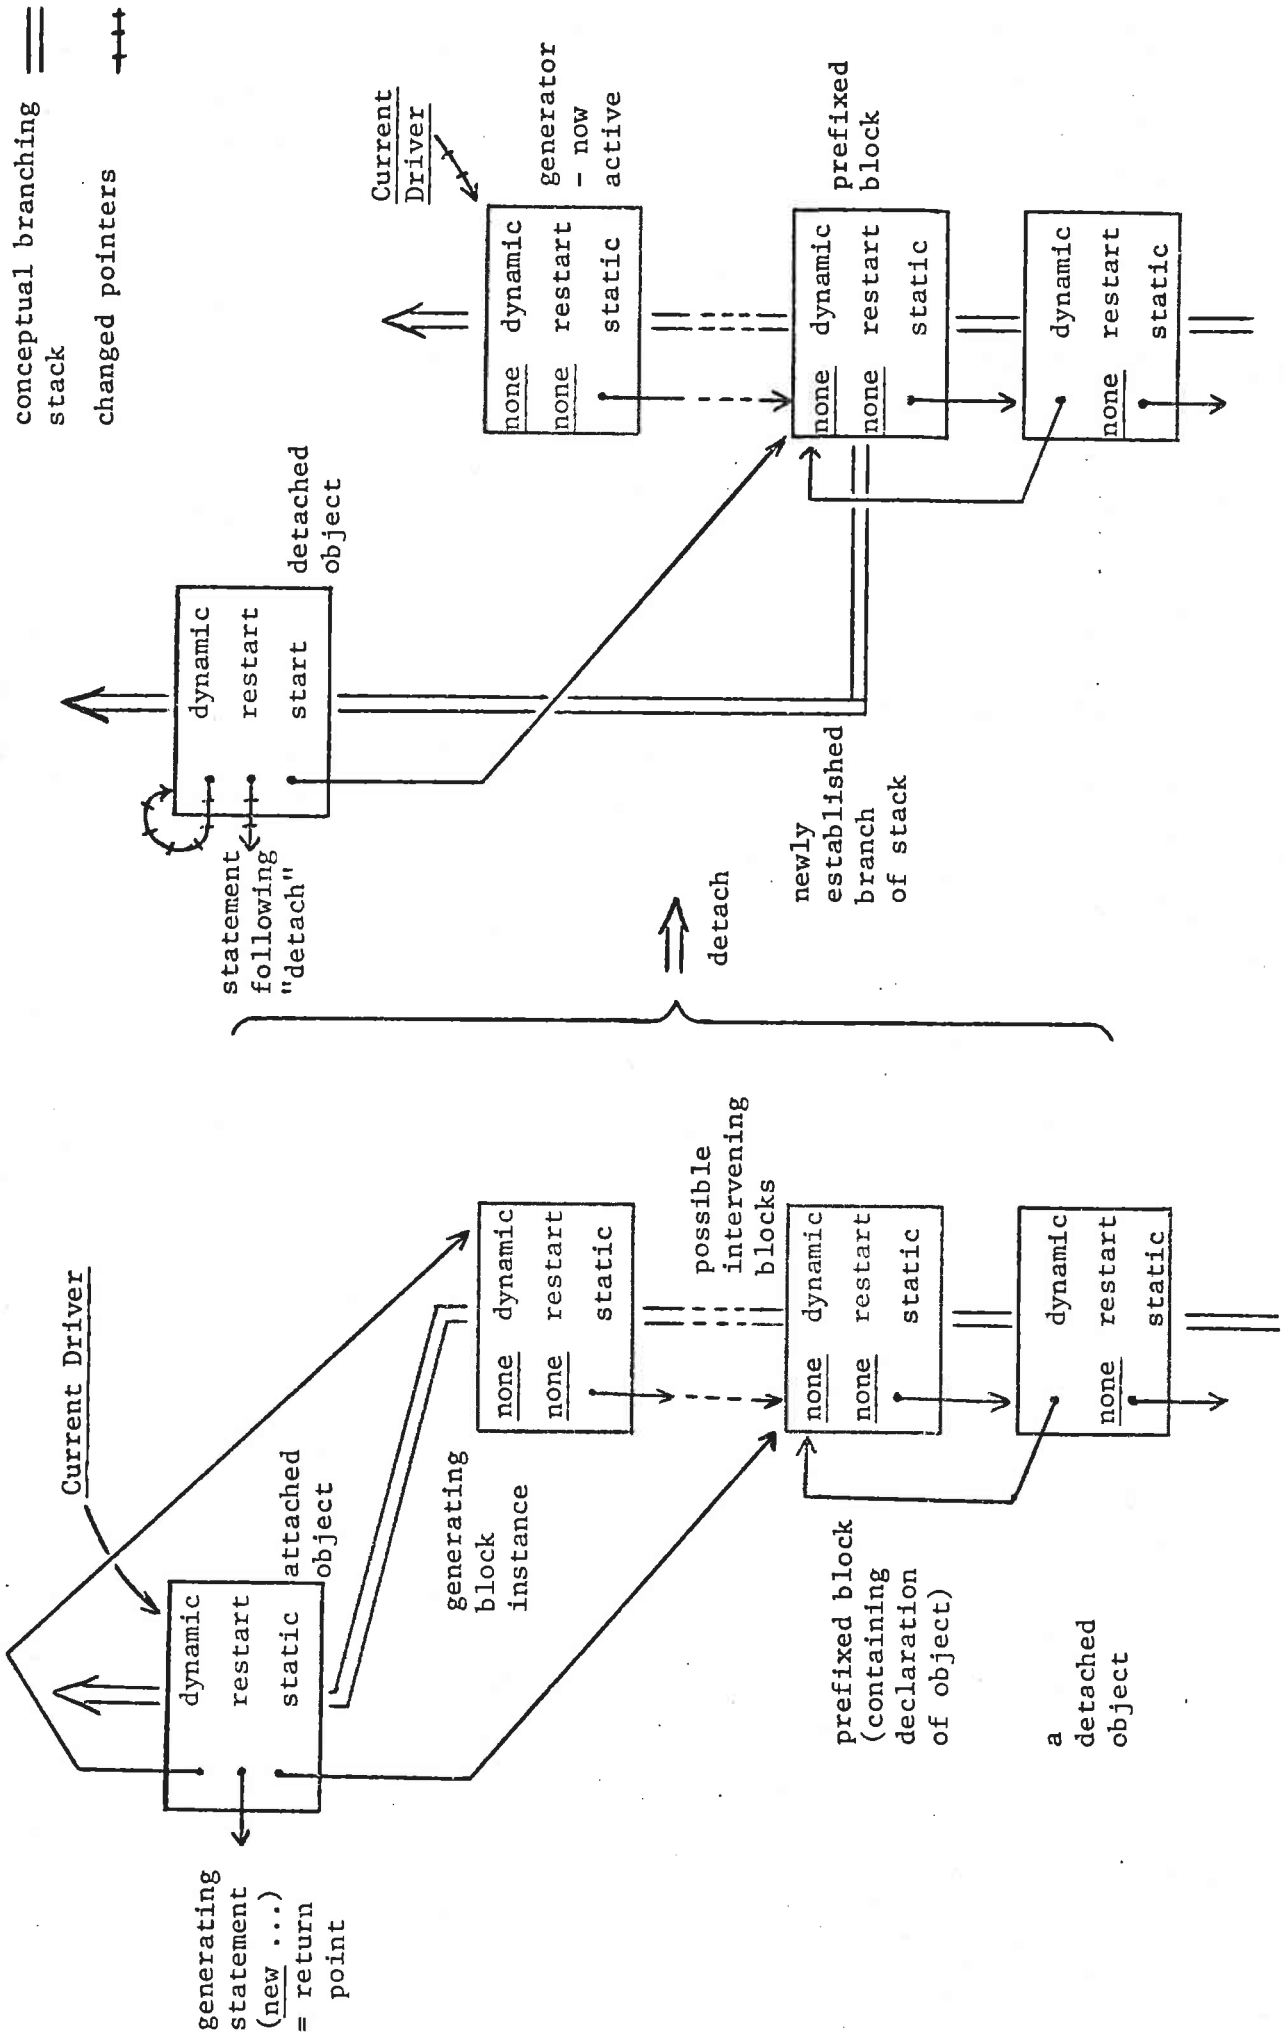 conceptual branching
stack
changed pointers
Current Driver
generating
statement
(new ...)
= return
point
dynamic
restart
static
attached
object
generating
block
instance
none dynamic
none restart
static
possible
intervening
blocks
prefixed block
(containing
declaration
of object)
none dynamic
none restart
static
a
detached
object
dynamic
none restart
static
detach
statement
following
"detach"
dynamic
restart
start
detached
object
Current
Driver
none dynamic
none restart
static
generator
- now
active
newly
established
branch
of stack
none dynamic
none restart
static
prefixed
block
dynamic
none restart
static